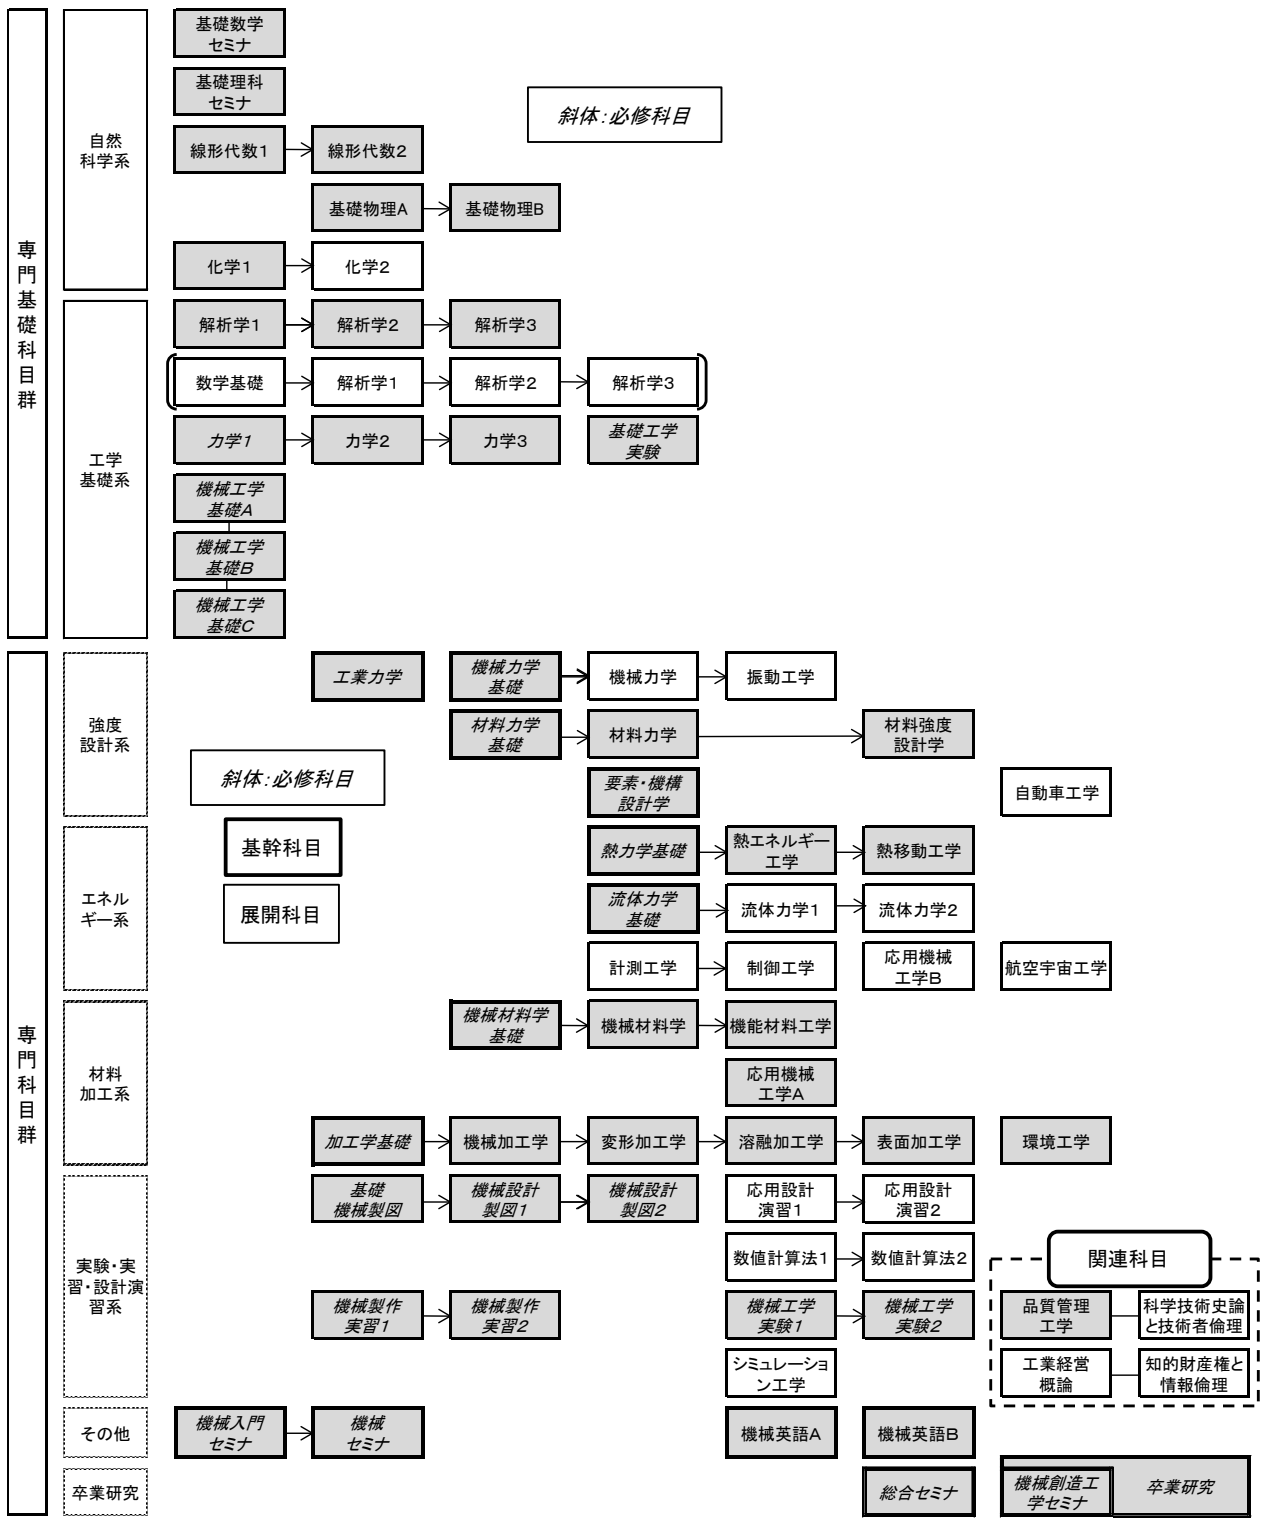 専門基礎科目群
自然
科学系
基礎数学
セミナ
基礎理科
セミナ
斜体：必修科目
線形代数1
線形代数2
基礎物理A
基礎物理B
化学1
化学2
工学
基礎系
解析学1
解析学2
解析学3
数学基礎
解析学1
解析学2
解析学3
力学1
力学2
力学3
基礎工学
実験
機械工学
基礎A
機械工学
基礎B
機械工学
基礎C
専門科目群
強度
設計系
工業力学
機械力学
基礎
機械力学
振動工学
材料力学
基礎
材料力学
材料強度
設計学
斜体：必修科目
要素・機構
設計学
自動車工学
基幹科目
展開科目
エネル
ギー系
熱力学基礎
熱エネルギー
工学
熱移動工学
流体力学
基礎
流体力学1
流体力学2
計測工学
制御工学
応用機械
工学B
航空宇宙工学
材料
加工系
機械材料学
基礎
機械材料学
機能材料工学
応用機械
工学A
加工学基礎
機械加工学
変形加工学
溶融加工学
表面加工学
環境工学
実験・実
習・設計演
習系
基礎
機械製図
機械設計
製図1
機械設計
製図2
応用設計
演習1
応用設計
演習2
数値計算法1
数値計算法2
関連科目
機械製作
実習1
機械製作
実習2
機械工学
実験1
機械工学
実験2
品質管理
工学
科学技術史論
と技術者倫理
シミュレーショ
ン工学
工業経営
概論
知的財産権と
情報倫理
その他
機械入門
セミナ
機械
セミナ
機械英語A
機械英語B
卒業研究
総合セミナ
機械創造工
学セミナ
卒業研究